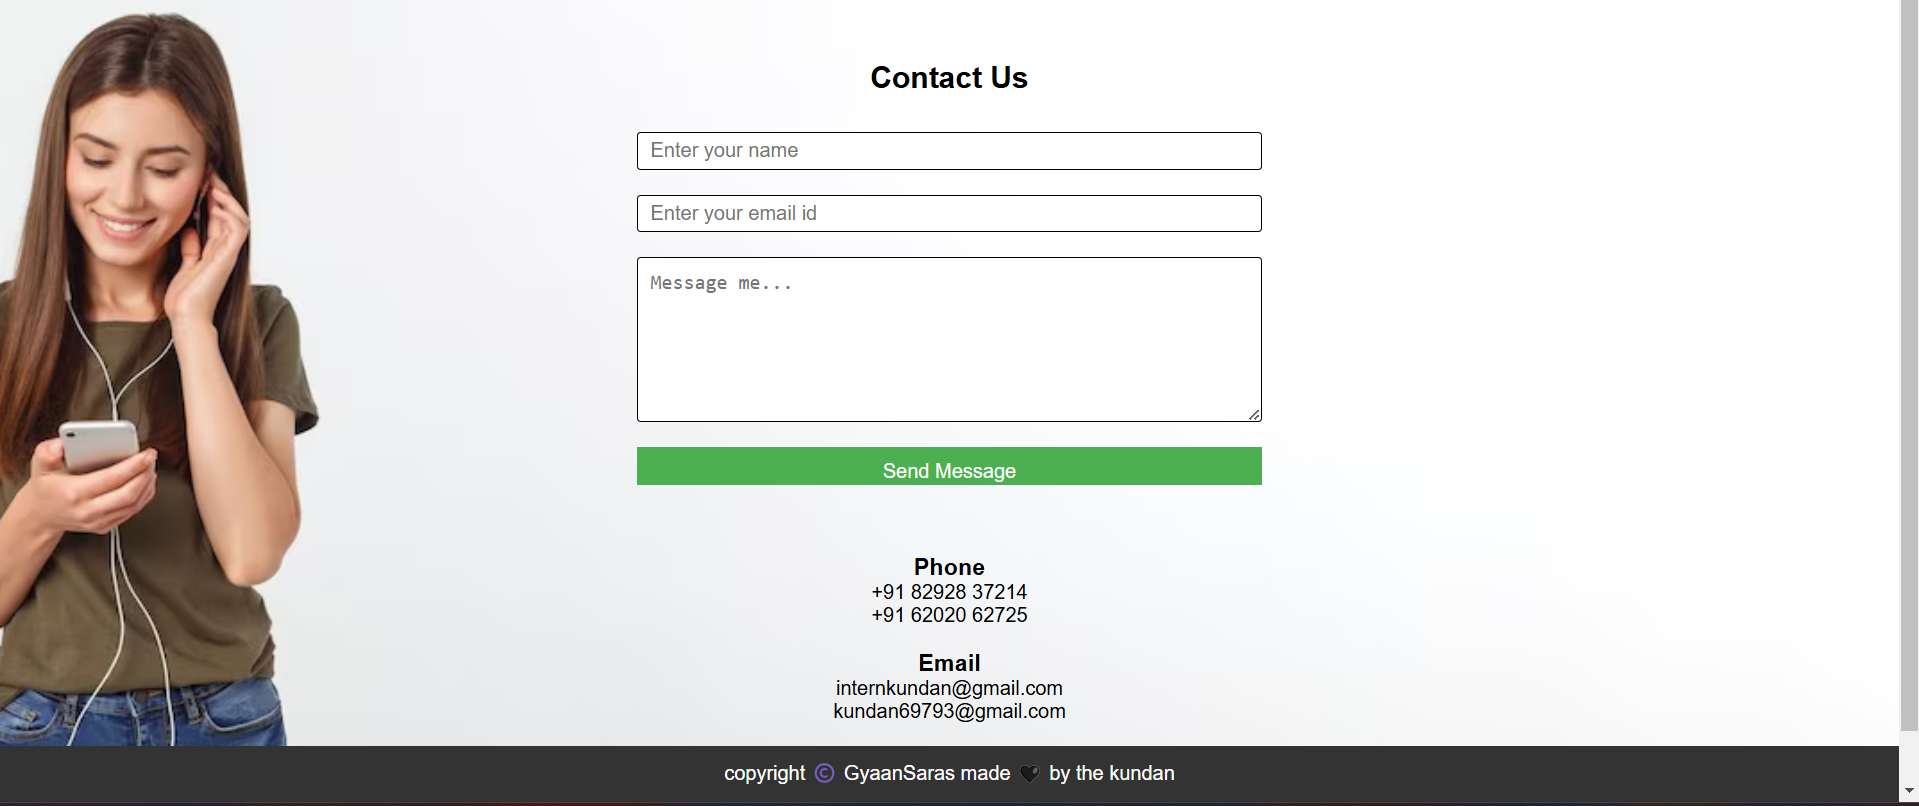 Contact Us
Enter your name
Enter your email id
Message me...
Send Message
Phone
+91 82928 37214
+91 62020 62725
Email
internkundan@gmail.com
kundan69793@gmail.com
copyright © GyaanSaras made 🖤 by the kundan